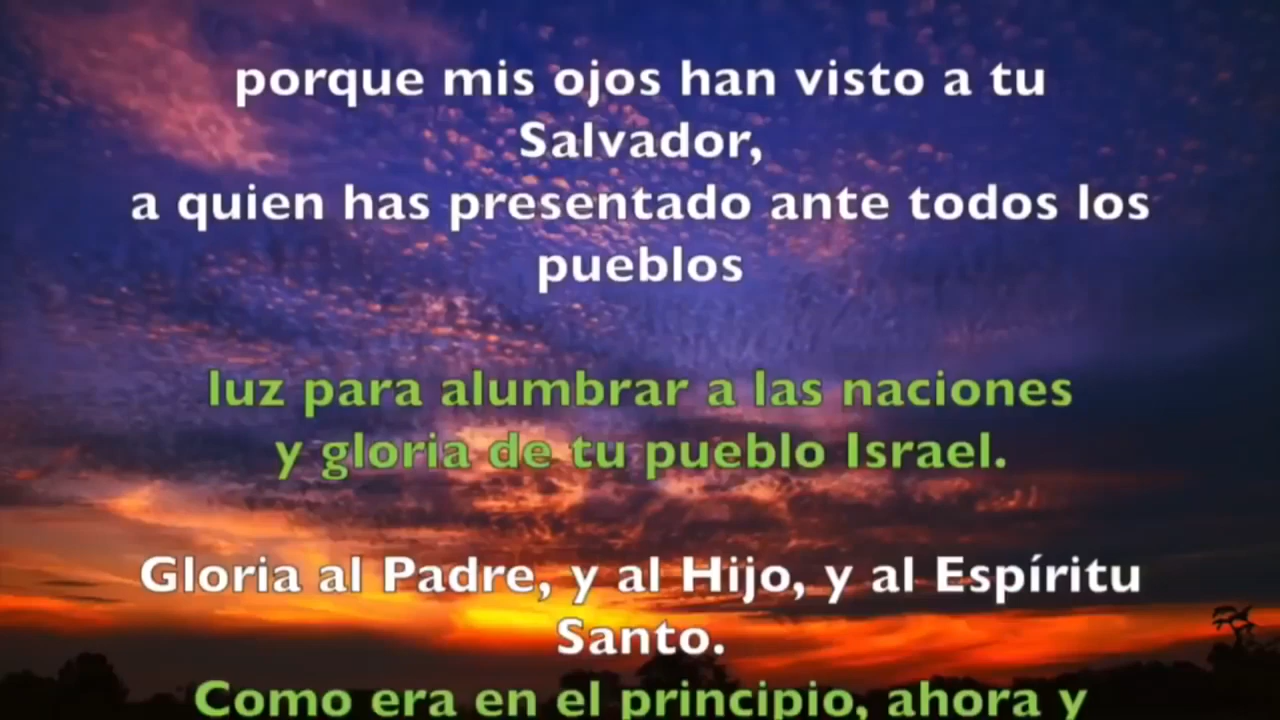 porque mis ojos han visto a tu
Salvador,
a quien has presentado ante todos los
pueblos
luz para alumbrar a las naciones
y gloria de tu pueblo Israel.
Gloria al Padre, y al Hijo, y al Espíritu
Santo.
Como era en el principio, ahora y